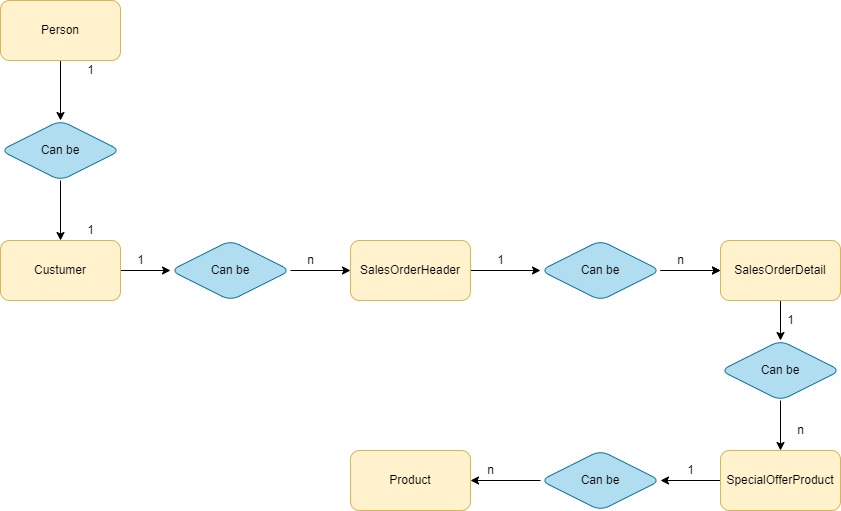 Person
1
Can be
1
Custumer
1
Can be
n
SalesOrderHeader
1
Can be
n
SalesOrderDetail
1
Can be
n
SpecialOfferProduct
1
Can be
n
Product